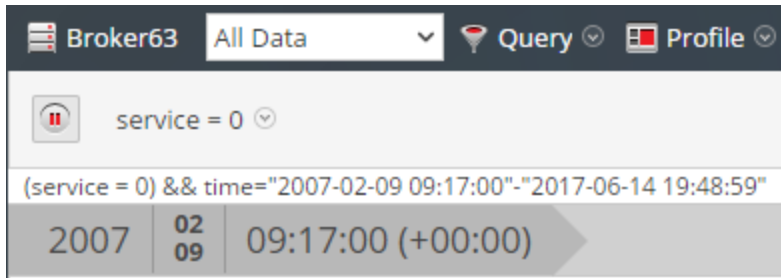 Broker63 All Data Query Profile
service = 0
(service = 0) && time="2007-02-09 09:17:00"-"2017-06-14 19:48:59"
2007 02 09 09:17:00 (+00:00)